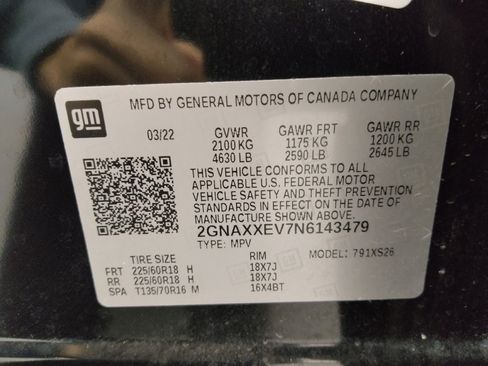 gm
MFD BY GENERAL MOTORS OF CANADA COMPANY
03/22 GVWR GAWR FRT GAWR RR
2100 KG 1175 KG 1200 KG
4630 LB 2590 LB 2645 LB
THIS VEHICLE CONFORMS TO ALL
APPLICABLE U.S. FEDERAL MOTOR
VEHICLE SAFETY AND THEFT PREVENTION
STANDARDS IN EFFECT ON THE DATE
OF MANUFACTURE SHOWN ABOVE.
2GNAXXEV7N6143479
TYPE: MPV MODEL: 791XS26
TIRE SIZE RIM
FRT 225/60R18 H 18X7J
RR 225/60R18 H 18X7J
SPA T135/70R16 M 16X4BT